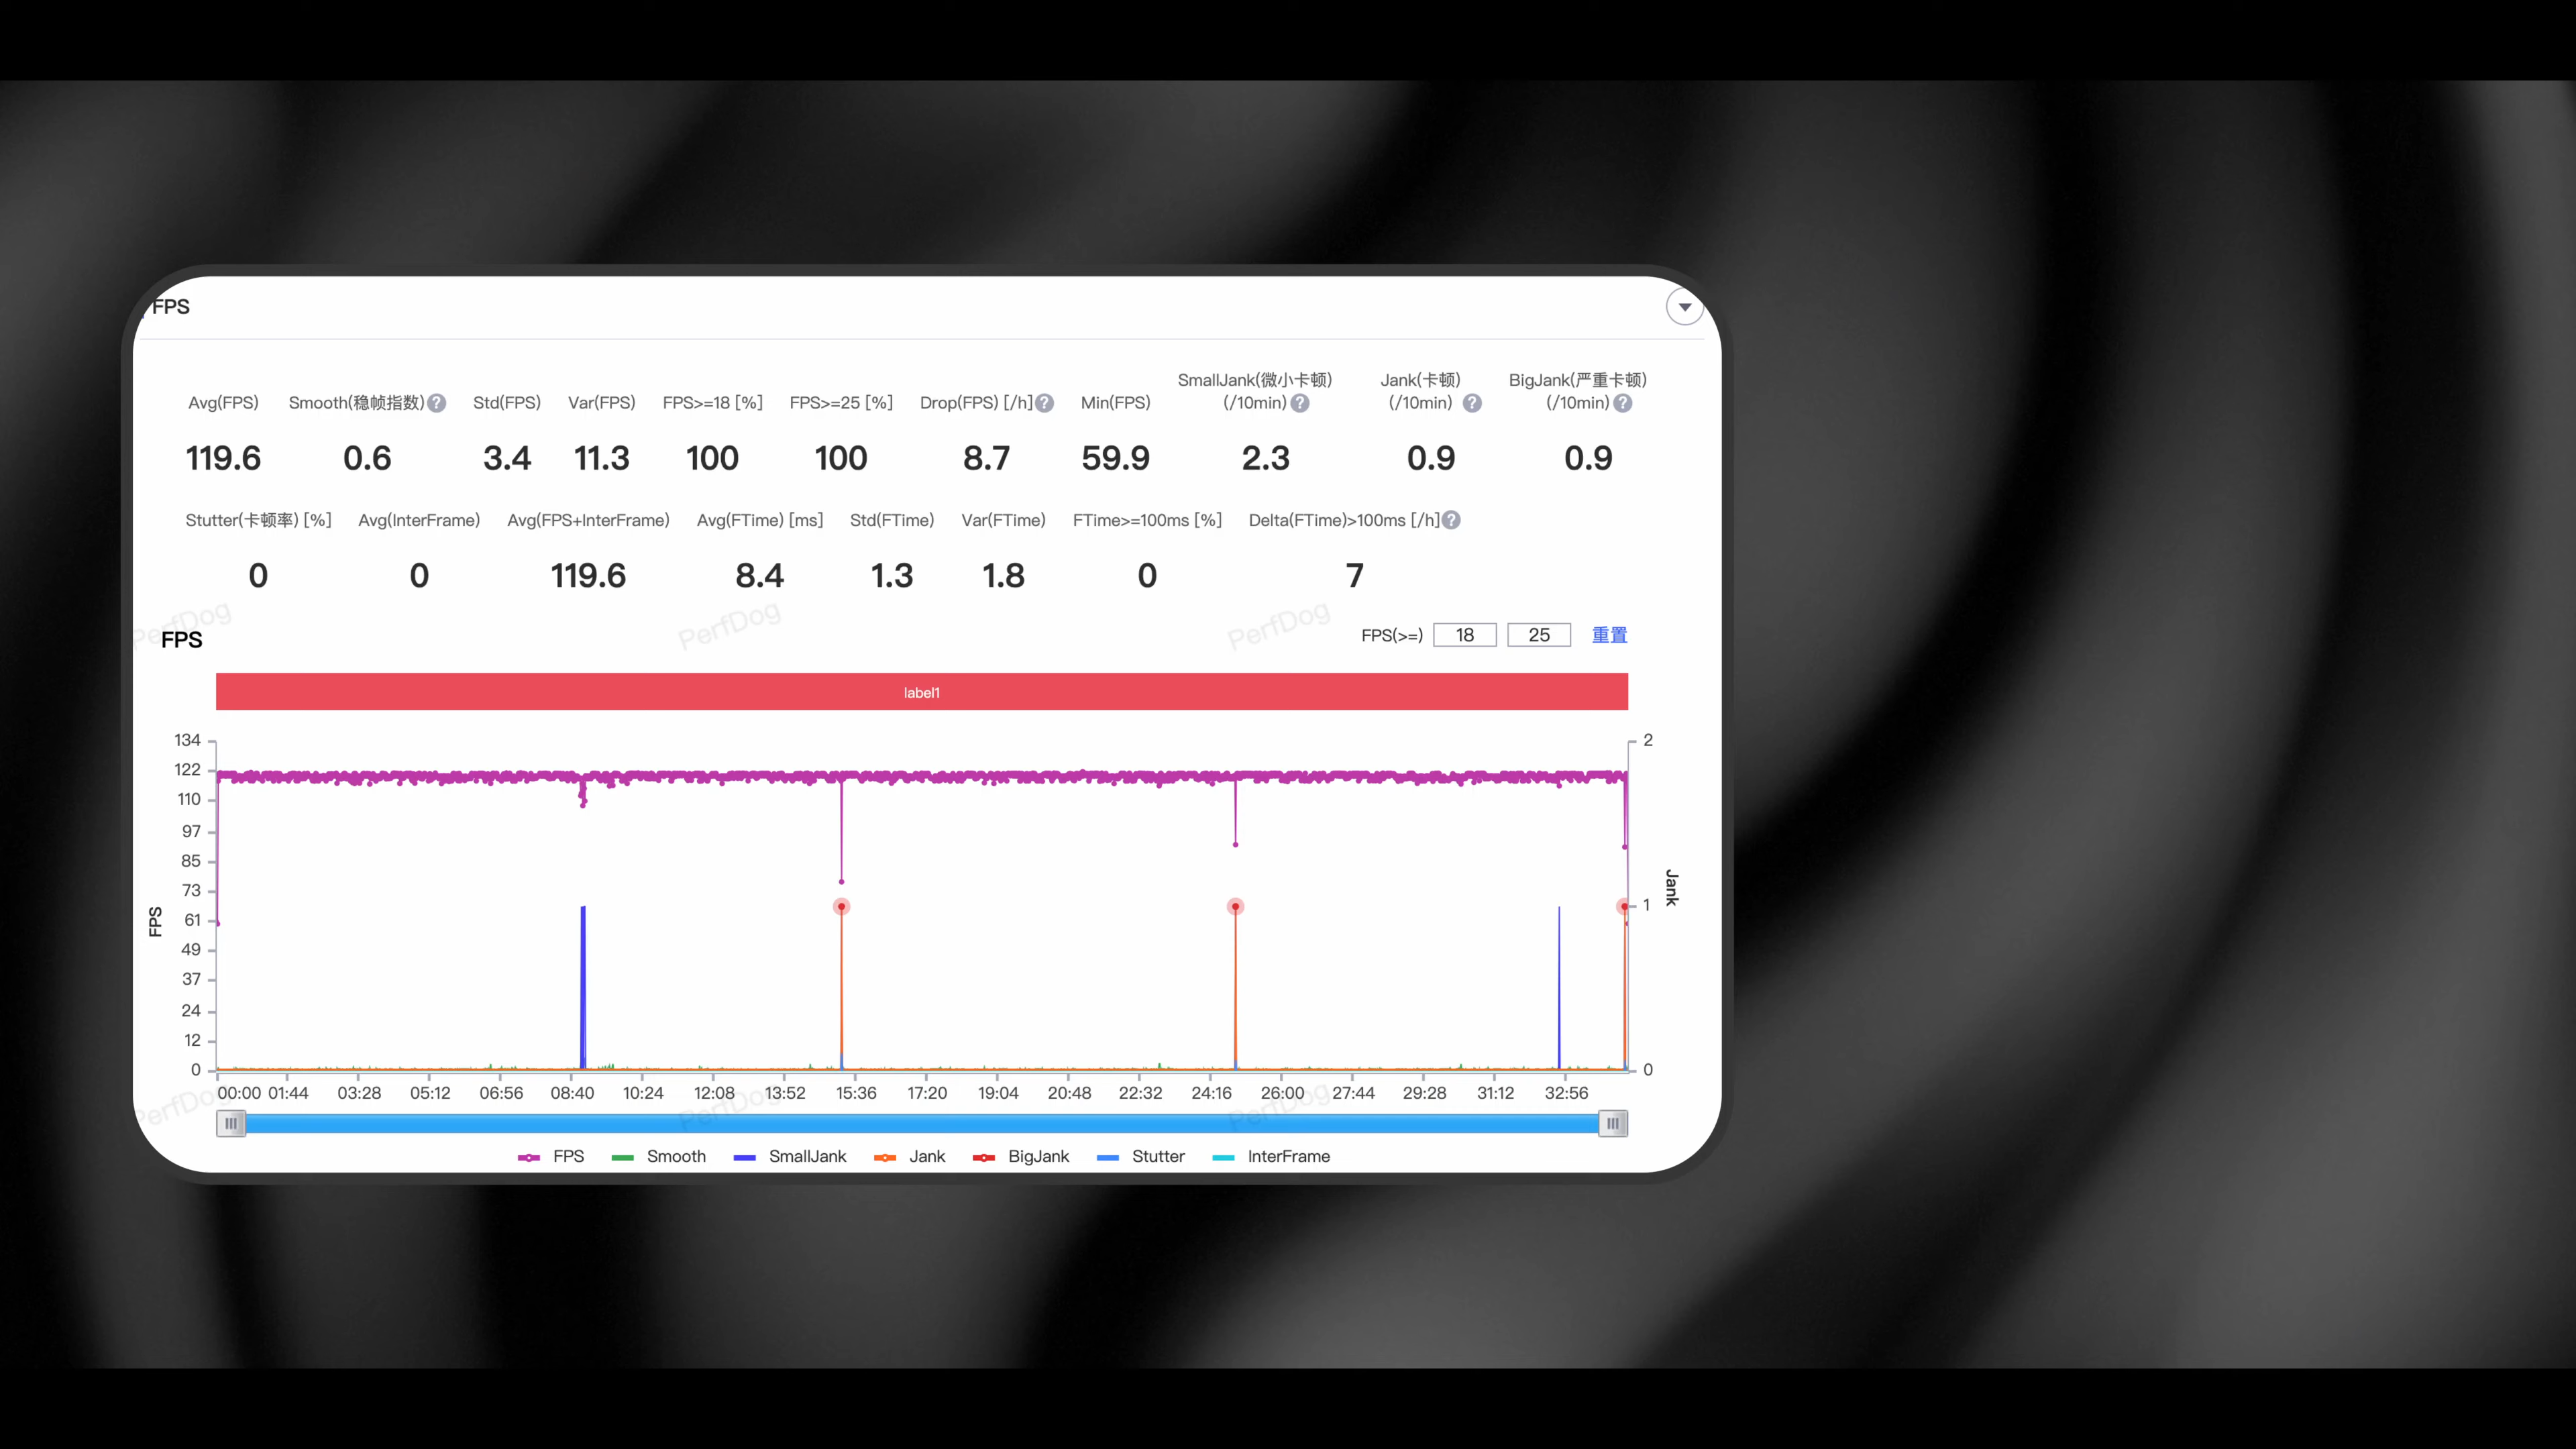 FPS
Avg(FPS) Smooth(稳帧指数) ? Std(FPS) Var(FPS) FPS>=18 [%] FPS>=25 [%] Drop(FPS) [/h] ? Min(FPS) SmallJank(微小卡顿) (/10min) ? Jank(卡顿) (/10min) ? BigJank(严重卡顿) (/10min) ?
119.6 0.6 3.4 11.3 100 100 8.7 59.9 2.3 0.9 0.9
Stutter(卡顿率) [%] Avg(InterFrame) Avg(FPS+InterFrame) Avg(FTime) [ms] Std(FTime) Var(FTime) FTime>=100ms [%] Delta(FTime)>100ms [/h] ?
0 0 119.6 8.4 1.3 1.8 0 7
PerfDog PerfDog PerfDog
FPS FPS(>=) 18 25 重置
label1
134 2
122
110
97
85
73
61 1
49
37
24
12
0 0
FPS
Jank
00:00 01:44 03:28 05:12 06:56 08:40 10:24 12:08 13:52 15:36 17:20 19:04 20:48 22:32 24:16 26:00 27:44 29:28 31:12 32:56
PerfDog PerfDog PerfDog
FPS Smooth SmallJank Jank BigJank Stutter InterFrame